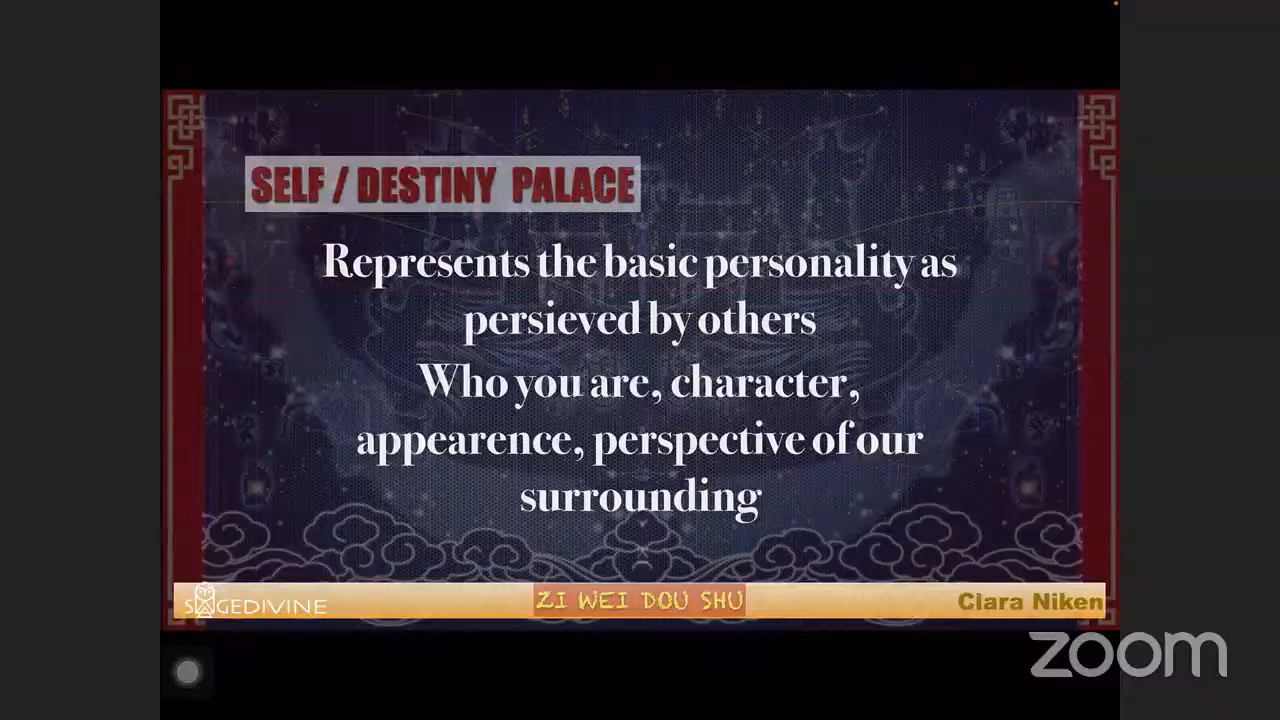 SELF / DESTINY PALACE
Represents the basic personality as
persieved by others
Who you are, character,
appearence, perspective of our
surrounding
SAGEDIVINE
ZI WEI DOU SHU
Clara Niken
zoom